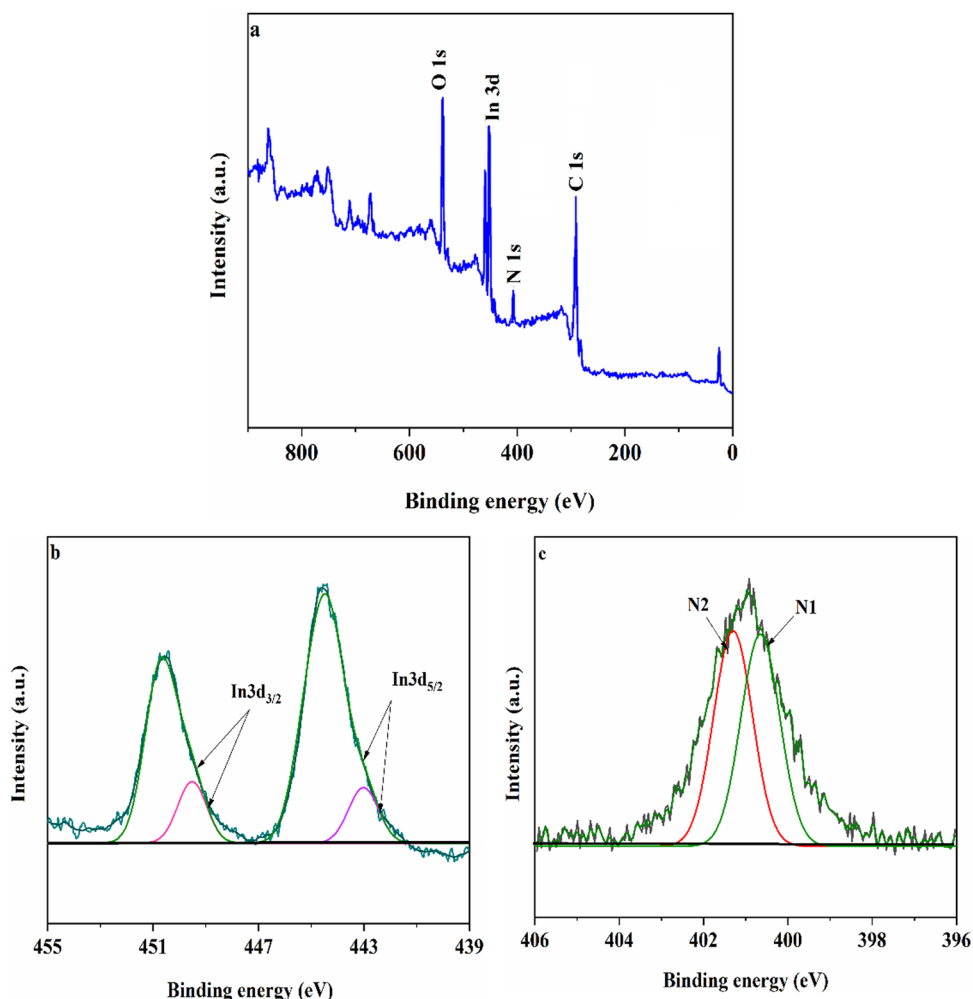 a
O 1s
In 3d
N 1s
C 1s
Intensity (a.u.)
800
600
400
200
0
Binding energy (eV)
b
In3d3/2
In3d5/2
Intensity (a.u.)
455
451
447
443
439
Binding energy (eV)
c
N2
N1
Intensity (a.u.)
406
404
402
400
398
396
Binding energy (eV)